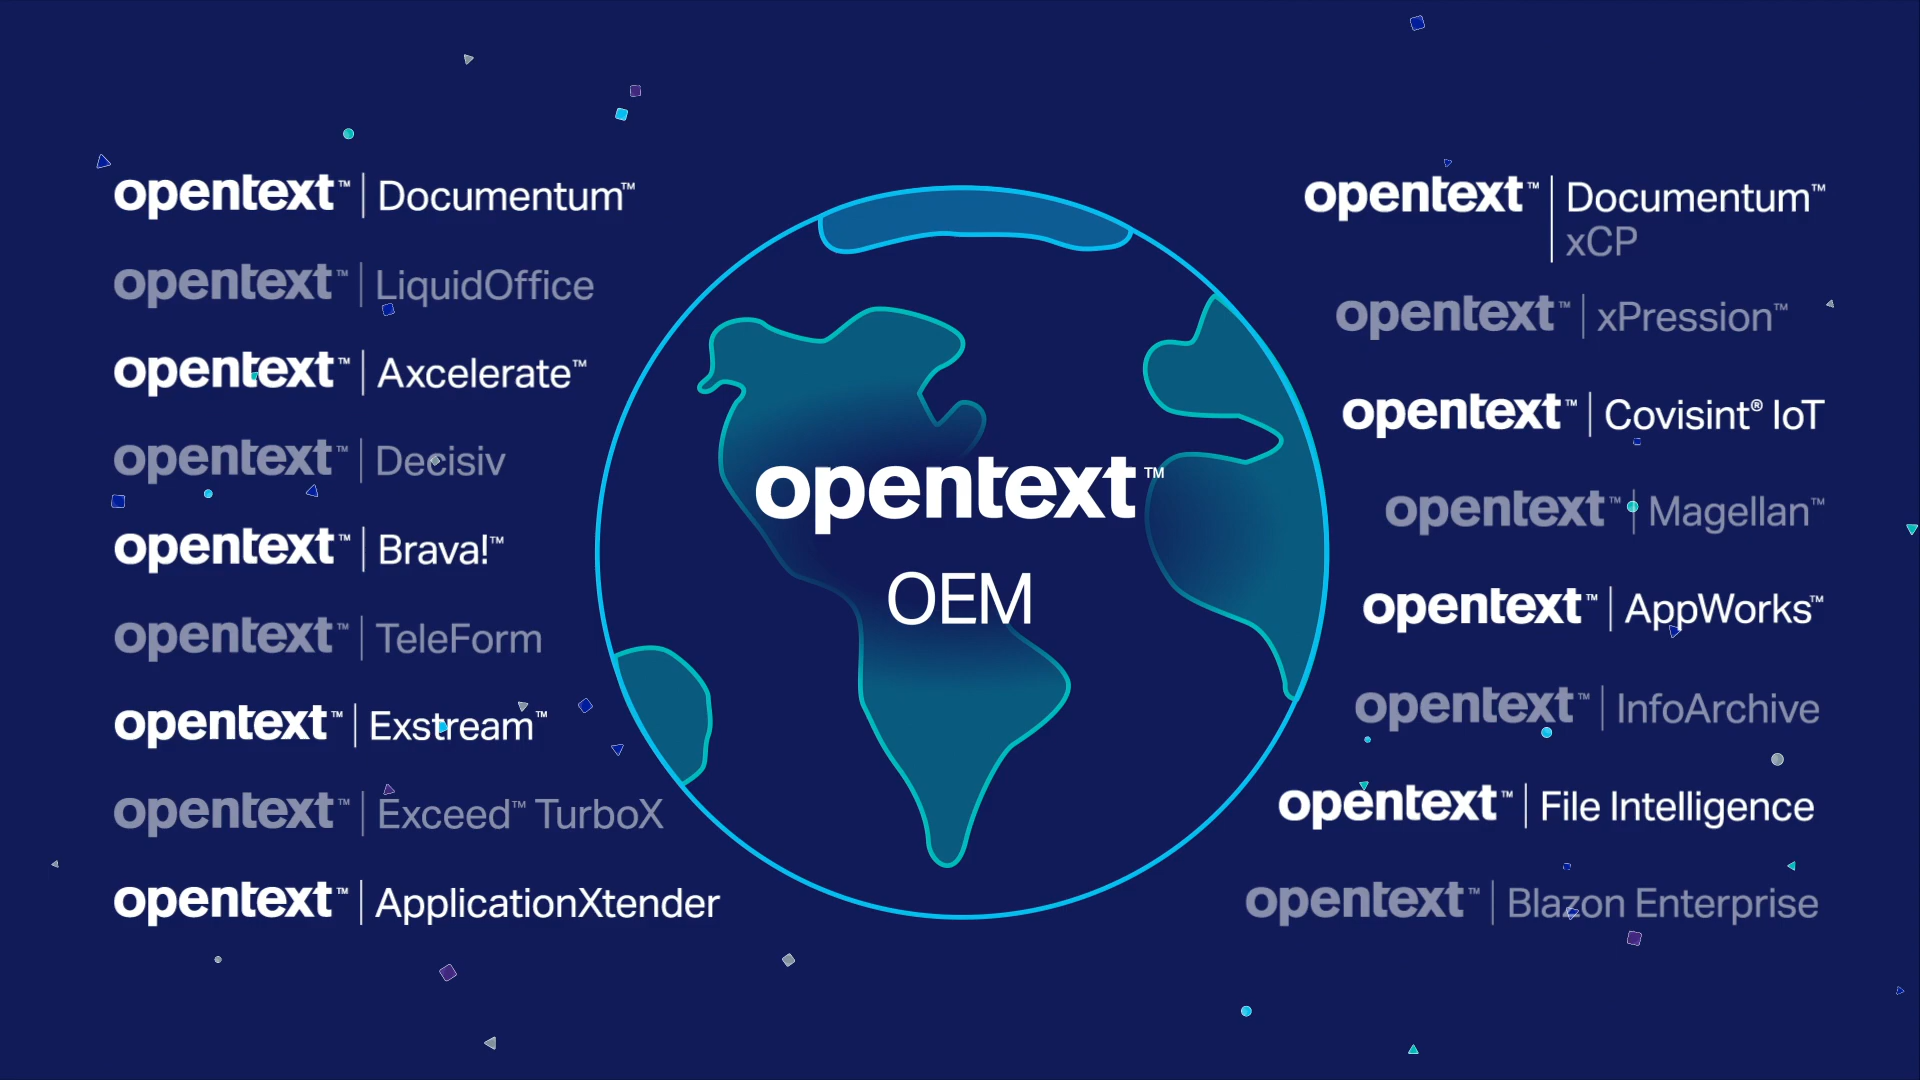 opentext™ | Documentum™
opentext™ | LiquidOffice
opentext™ | Axcelerate™
opentext™ | Decisiv
opentext™ | Brava!™
opentext™ | TeleForm
opentext™ | Exstream™
opentext™ | Exceed™ TurboX
opentext™ | ApplicationXtender
opentext™
OEM
opentext™ | Documentum™
xCP
opentext™ | xPression™
opentext™ | Covisint® IoT
opentext™ | Magellan™
opentext™ | AppWorks™
opentext™ | InfoArchive
opentext™ | File Intelligence
opentext™ | Blazon Enterprise